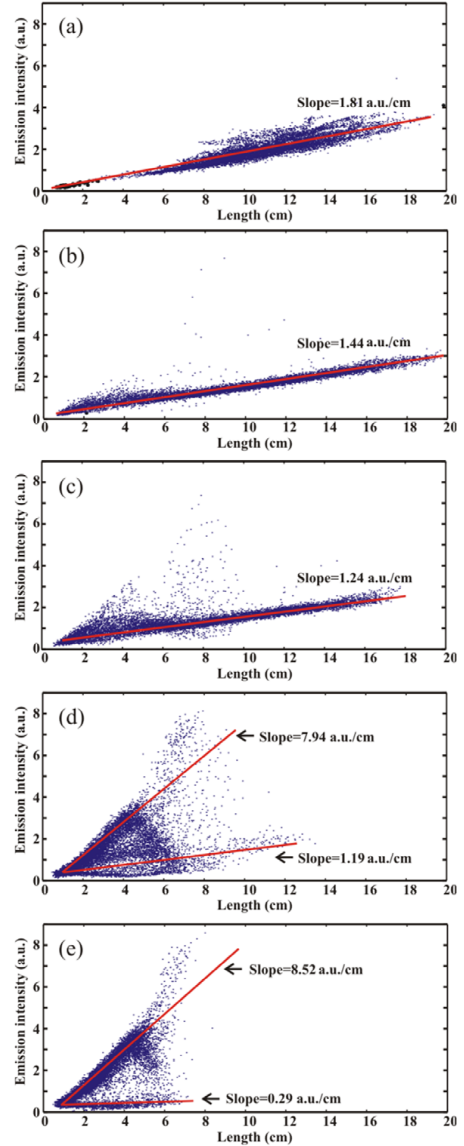 (a)
Emission intensity (a.u.)
8
6
4
2
0
Slope=1.81 a.u./cm
0 2 4 6 8 10 12 14 16 18 20
Length (cm)
(b)
Emission intensity (a.u.)
8
6
4
2
0
Slope=1.44 a.u./cm
0 2 4 6 8 10 12 14 16 18 20
Length (cm)
(c)
Emission intensity (a.u.)
8
6
4
2
0
Slope=1.24 a.u./cm
0 2 4 6 8 10 12 14 16 18 20
Length (cm)
(d)
Emission intensity (a.u.)
8
6
4
2
0
Slope=7.94 a.u./cm
Slope=1.19 a.u./cm
0 2 4 6 8 10 12 14 16 18 20
Length (cm)
(e)
Emission intensity (a.u.)
8
6
4
2
0
Slope=8.52 a.u./cm
Slope=0.29 a.u./cm
0 2 4 6 8 10 12 14 16 18 20
Length (cm)